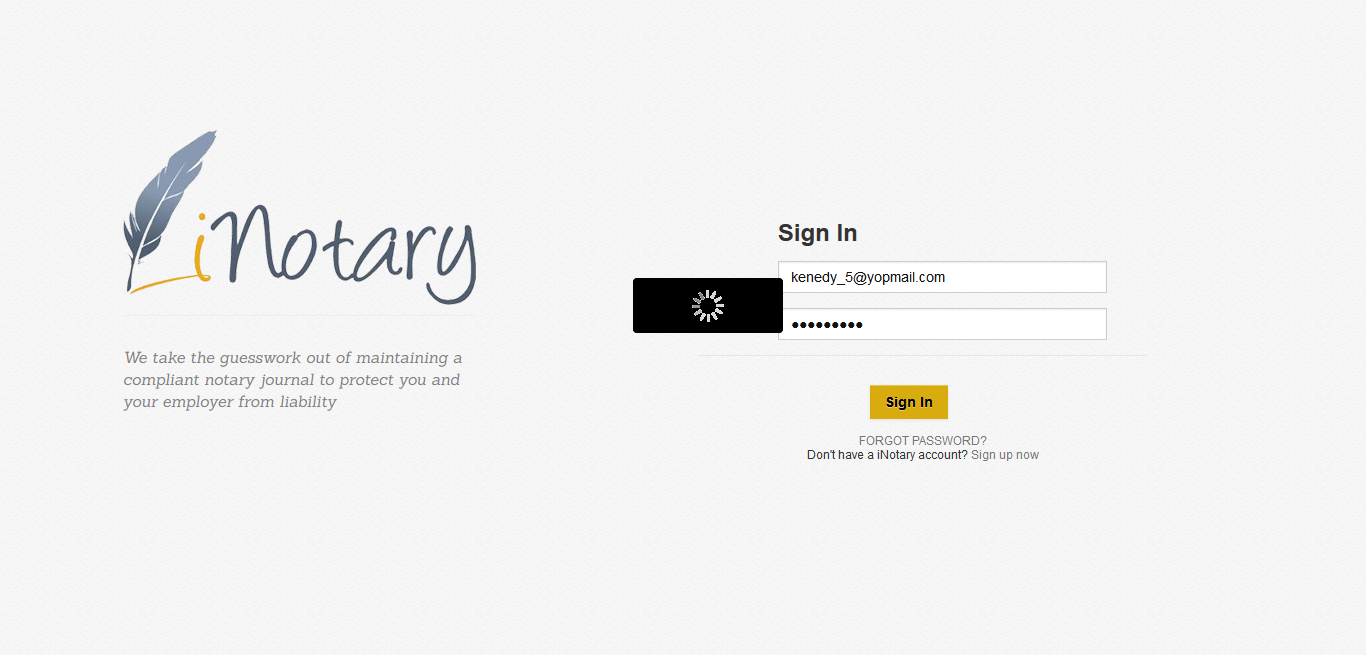 iNotary
We take the guesswork out of maintaining a
compliant notary journal to protect you and
your employer from liability
Sign In
kenedy_5@yopmail.com
●●●●●●●●●
Sign In
FORGOT PASSWORD?
Don't have a iNotary account? Sign up now